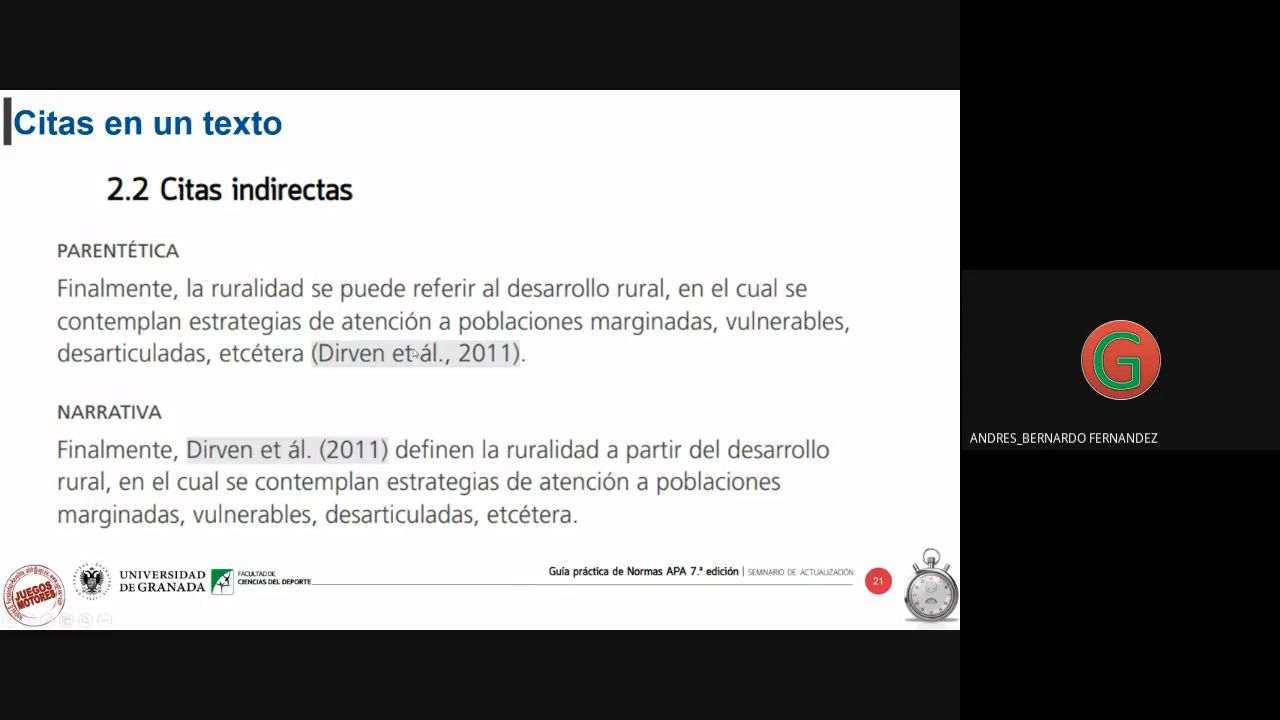 Citas en un texto
2.2 Citas indirectas
PARENTÉTICA
Finalmente, la ruralidad se puede referir al desarrollo rural, en el cual se
contemplan estrategias de atención a poblaciones marginadas, vulnerables,
desarticuladas, etcétera (Dirven et ál., 2011).
NARRATIVA
Finalmente, Dirven et ál. (2011) definen la ruralidad a partir del desarrollo
rural, en el cual se contemplan estrategias de atención a poblaciones
marginadas, vulnerables, desarticuladas, etcétera.
JUEGOS
MOTORES
UNIVERSIDAD
DE GRANADA
FACULTAD DE
CIENCIAS DEL DEPORTE
Guía práctica de Normas APA 7.ª edición | SEMINARIO DE ACTUALIZACIÓN
21
G
ANDRES_BERNARDO FERNANDEZ